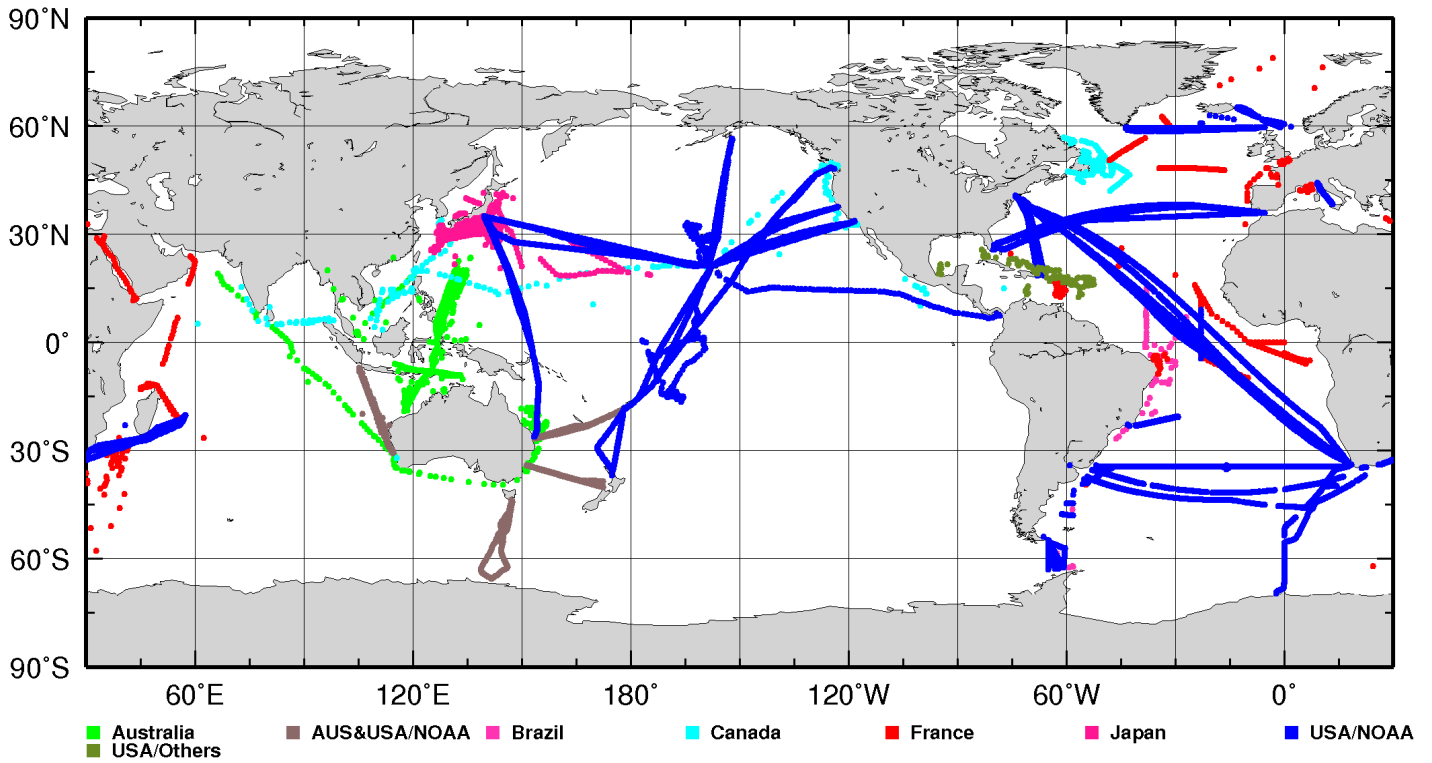 90˚N
60˚N
30˚N
0˚
30˚S
60˚S
90˚S
60˚E 120˚E 180˚ 120˚W 60˚W 0˚
Australia AUS&USA/NOAA Brazil Canada France Japan USA/NOAA
USA/Others